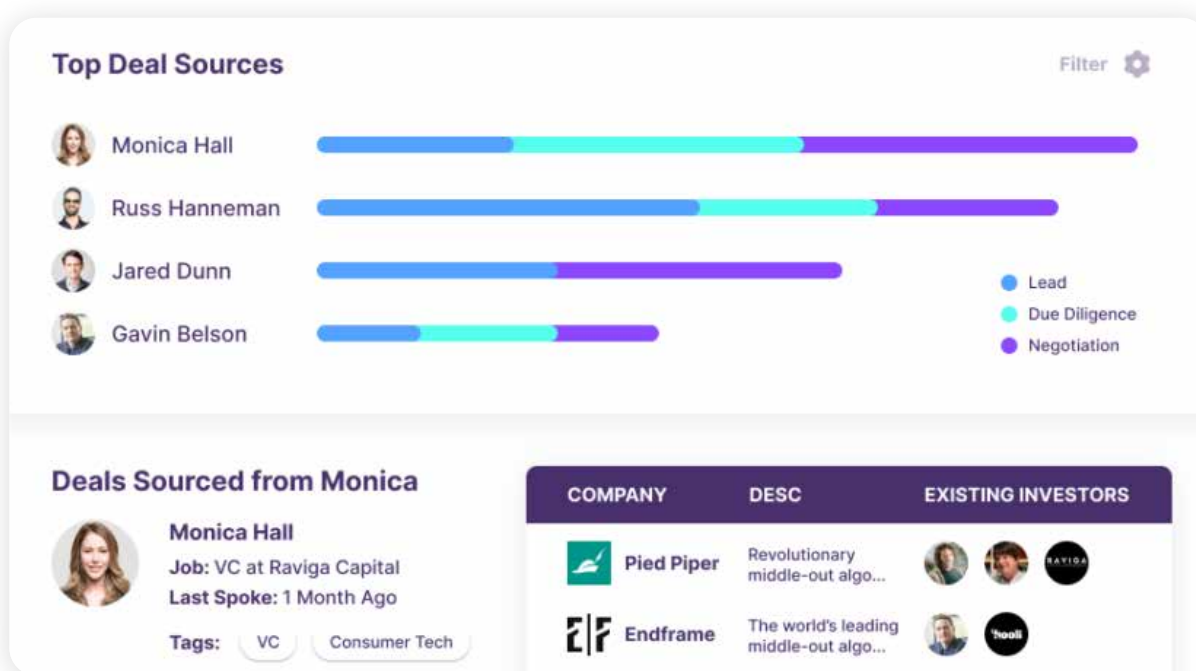 Top Deal Sources
Filter
Monica Hall
Russ Hanneman
Jared Dunn
Gavin Belson
Lead
Due Diligence
Negotiation
Deals Sourced from Monica
Monica Hall
Job: VC at Raviga Capital
Last Spoke: 1 Month Ago
Tags: VC Consumer Tech
COMPANY DESC EXISTING INVESTORS
Pied Piper
Revolutionary
middle-out algo...
RAVIGA
E|F Endframe
The world's leading
middle-out algo...
hooli